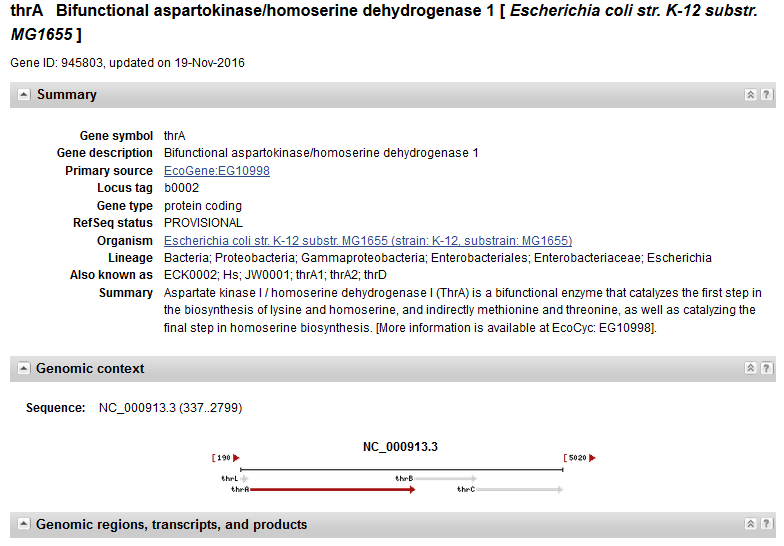 thrA Bifunctional aspartokinase/homoserine dehydrogenase 1 [ Escherichia coli str. K-12 substr.
MG1655 ]
Gene ID: 945803, updated on 19-Nov-2016
Summary
Gene symbol thrA
Gene description Bifunctional aspartokinase/homoserine dehydrogenase 1
Primary source EcoGene:EG10998
Locus tag b0002
Gene type protein coding
RefSeq status PROVISIONAL
Organism Escherichia coli str. K-12 substr. MG1655 (strain: K-12, substrain: MG1655)
Lineage Bacteria; Proteobacteria; Gammaproteobacteria; Enterobacteriales; Enterobacteriaceae; Escherichia
Also known as ECK0002; Hs; JW0001; thrA1; thrA2; thrD
Summary Aspartate kinase I / homoserine dehydrogenase I (ThrA) is a bifunctional enzyme that catalyzes the first step in
the biosynthesis of lysine and homoserine, and indirectly methionine and threonine, as well as catalyzing the
final step in homoserine biosynthesis. [More information is available at EcoCyc: EG10998].
Genomic context
Sequence: NC_000913.3 (337..2799)
NC_000913.3
[ 190 [ 5020
thrL thrB
thrA thrC
Genomic regions, transcripts, and products